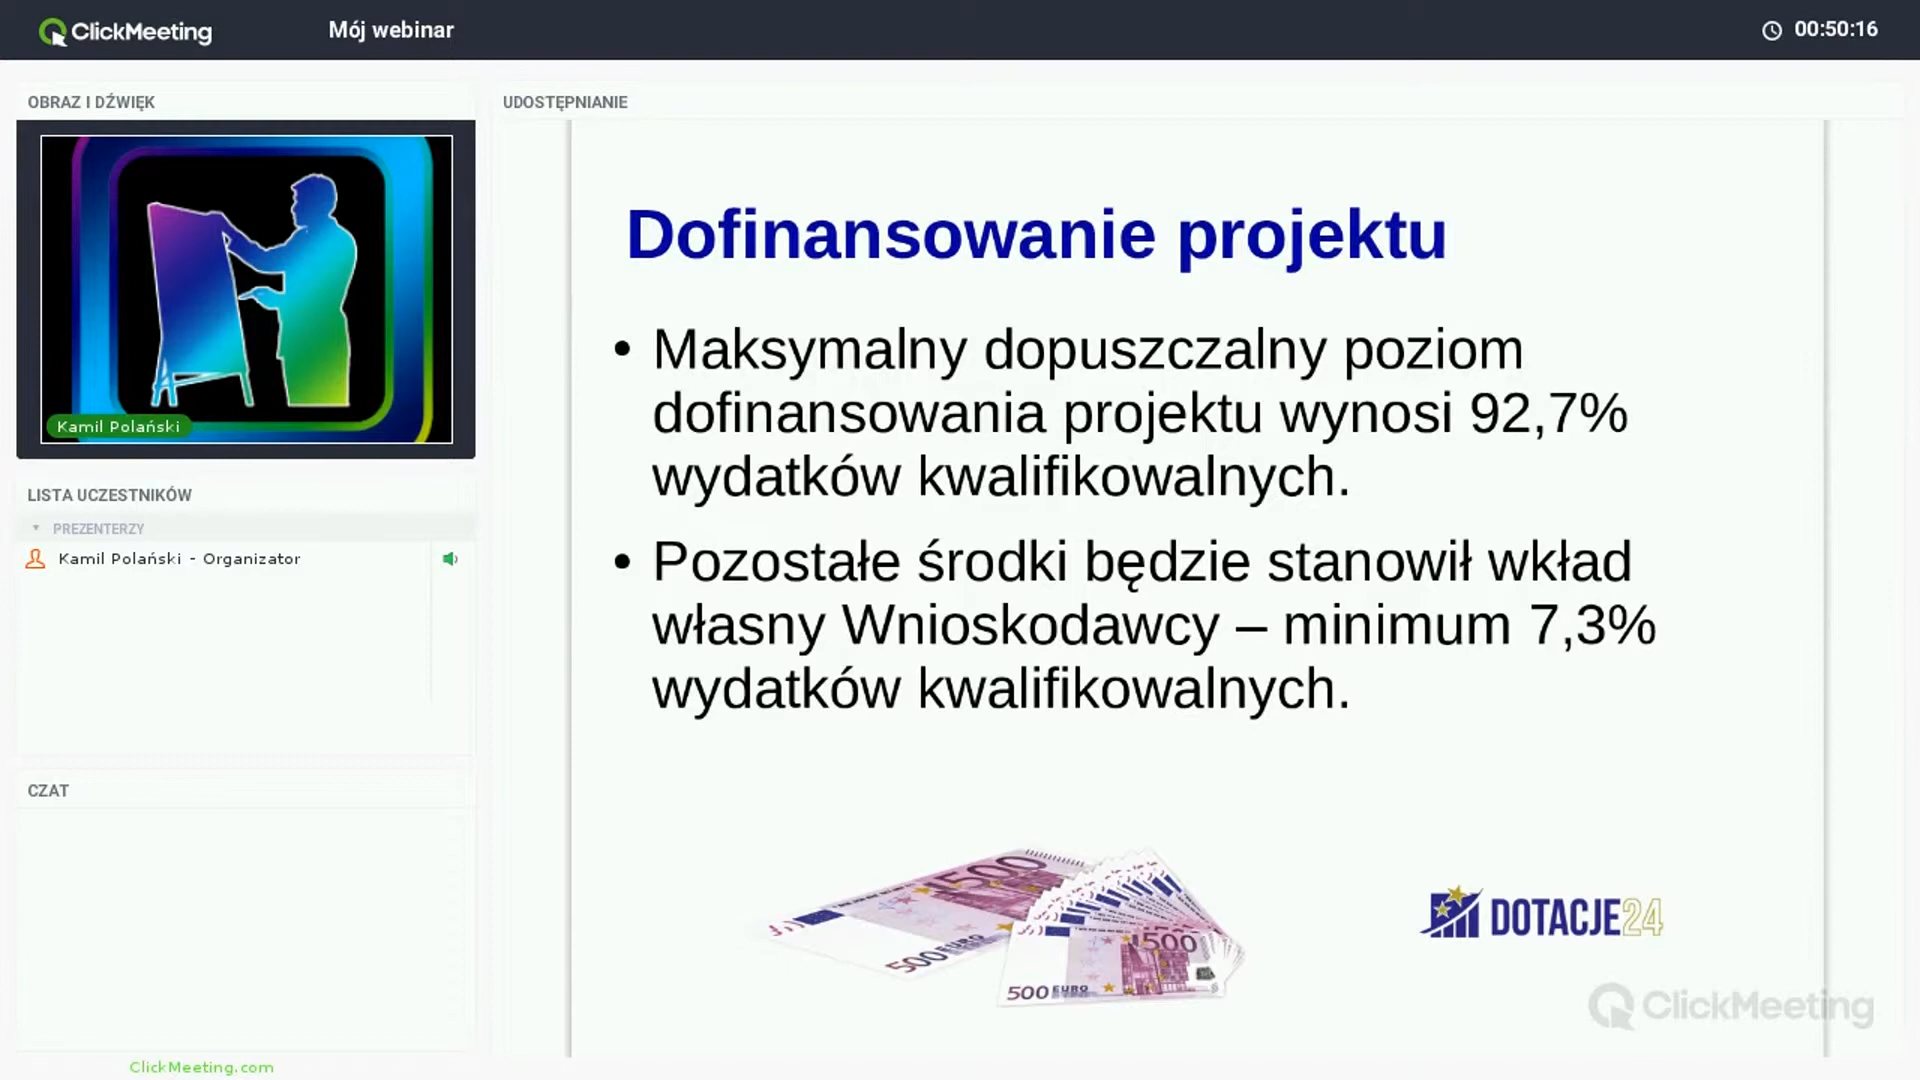 ClickMeeting
Mój webinar
00:50:16
OBRAZ I DŹWIĘK
Kamil Polański
LISTA UCZESTNIKÓW
PREZENTERZY
Kamil Polański - Organizator
CZAT
ClickMeeting.com
UDOSTĘPNIANIE
Dofinansowanie projektu
• Maksymalny dopuszczalny poziom
dofinansowania projektu wynosi 92,7%
wydatków kwalifikowalnych.
• Pozostałe środki będzie stanowił wkład
własny Wnioskodawcy – minimum 7,3%
wydatków kwalifikowalnych.
500
500 EURO
500
500 EURO
DOTACJE24
ClickMeeting